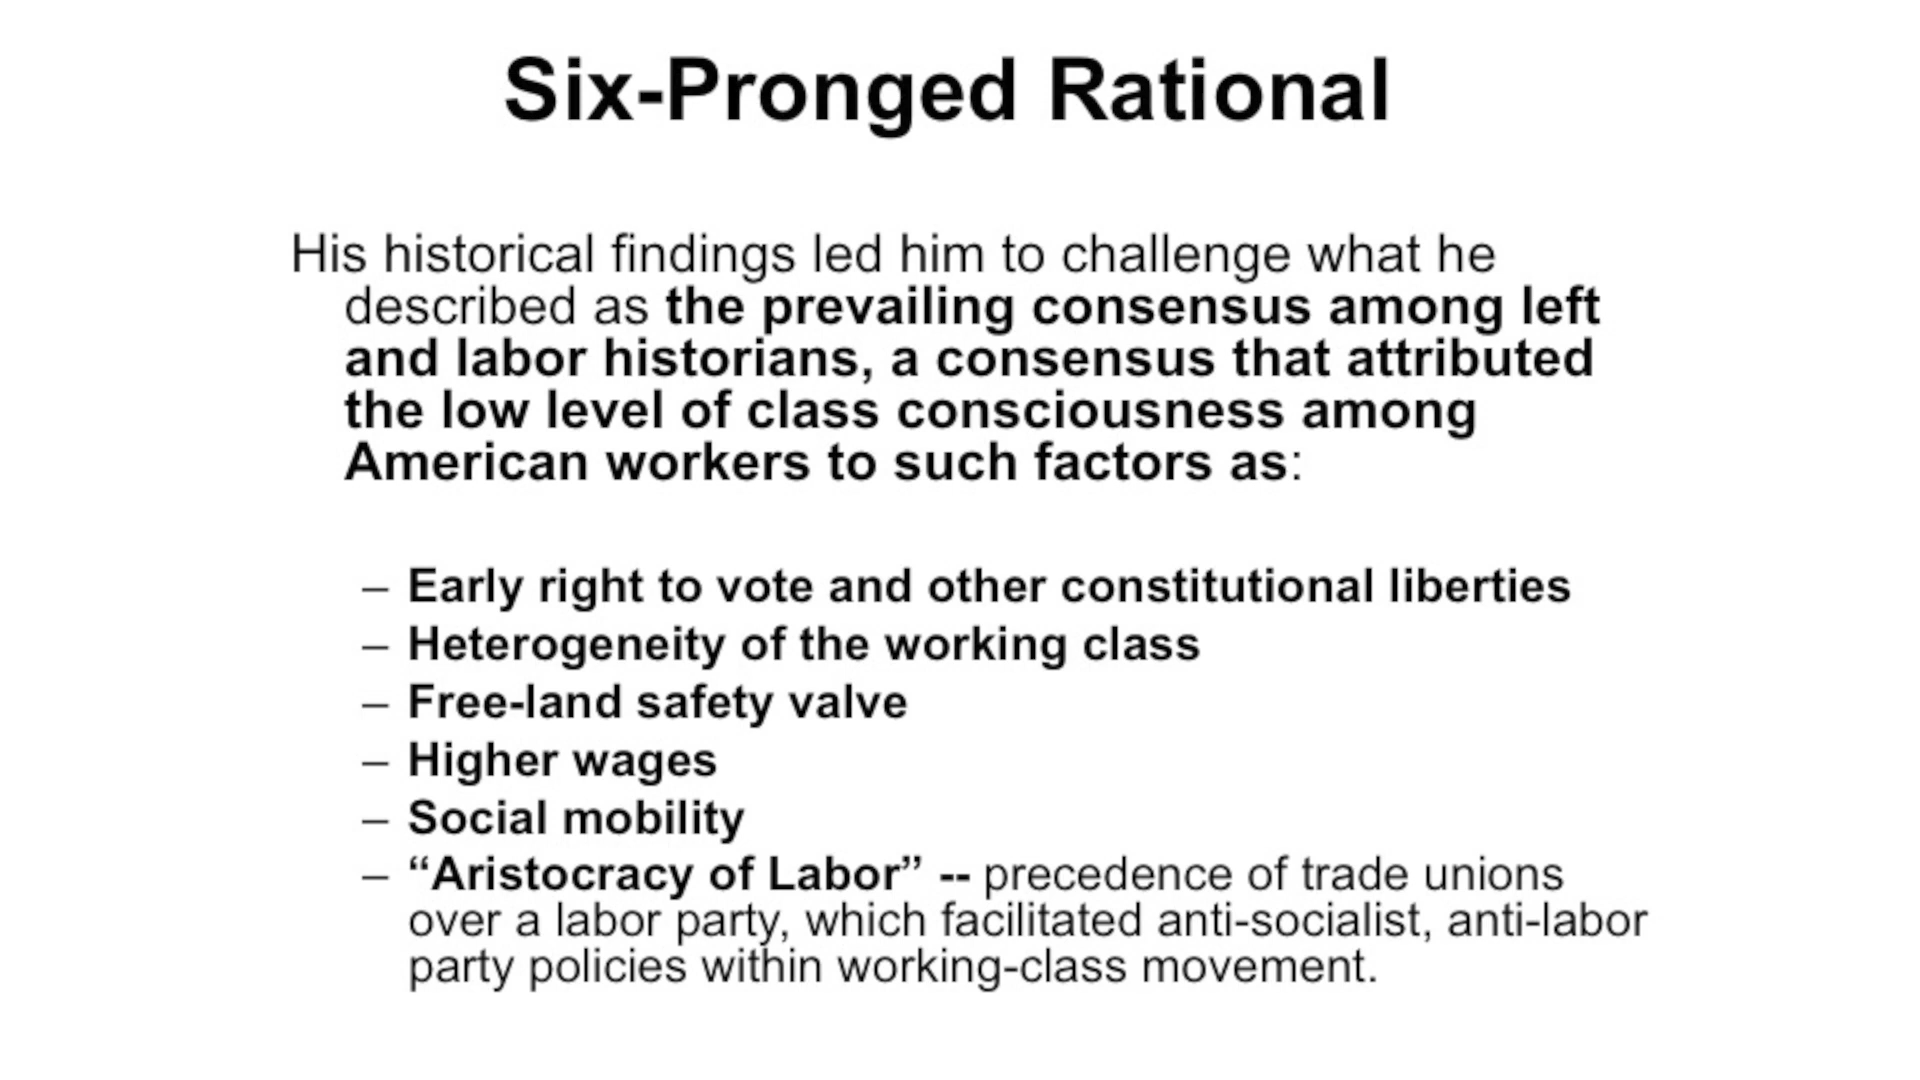 Six-Pronged Rational
His historical findings led him to challenge what he
described as the prevailing consensus among left
and labor historians, a consensus that attributed
the low level of class consciousness among
American workers to such factors as:
– Early right to vote and other constitutional liberties
– Heterogeneity of the working class
– Free-land safety valve
– Higher wages
– Social mobility
– “Aristocracy of Labor” -- precedence of trade unions
over a labor party, which facilitated anti-socialist, anti-labor
party policies within working-class movement.